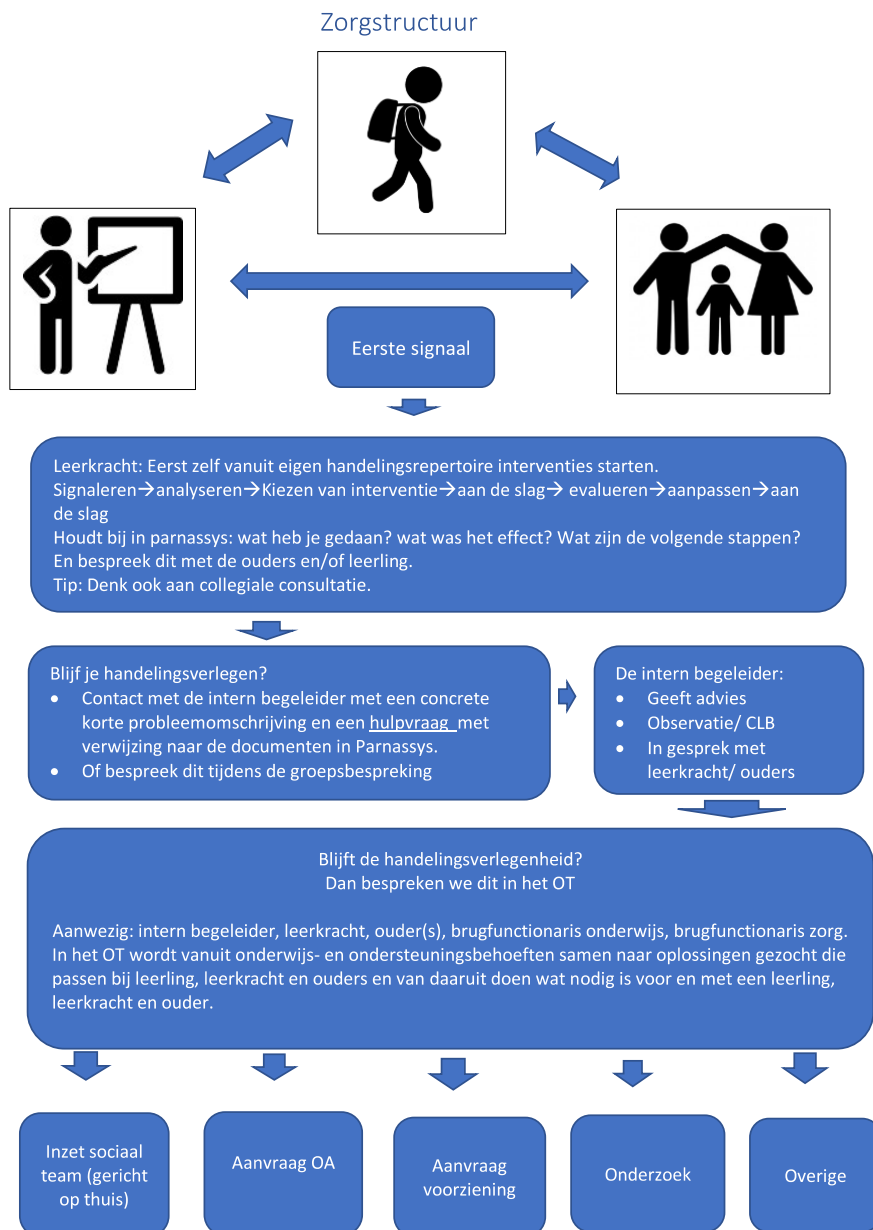 Zorgstructuur
Eerste signaal
Leerkracht: Eerst zelf vanuit eigen handelingsrepertoire interventies starten.
Signaleren→analyseren→Kiezen van interventie→aan de slag→ evalueren→aanpassen→aan
de slag
Houdt bij in parnassys: wat heb je gedaan? wat was het effect? Wat zijn de volgende stappen?
En bespreek dit met de ouders en/of leerling.
Tip: Denk ook aan collegiale consultatie.
Blijf je handelingsverlegen?
• Contact met de intern begeleider met een concrete
korte probleemomschrijving en een hulpvraag met
verwijzing naar de documenten in Parnassys.
• Of bespreek dit tijdens de groepsbespreking
De intern begeleider:
• Geeft advies
• Observatie/ CLB
• In gesprek met
leerkracht/ ouders
Blijft de handelingsverlegenheid?
Dan bespreken we dit in het OT
Aanwezig: intern begeleider, leerkracht, ouder(s), brugfunctionaris onderwijs, brugfunctionaris zorg.
In het OT wordt vanuit onderwijs- en ondersteuningsbehoeften samen naar oplossingen gezocht die
passen bij leerling, leerkracht en ouders en van daaruit doen wat nodig is voor en met een leerling,
leerkracht en ouder.
Inzet sociaal
team (gericht
op thuis)
Aanvraag OA
Aanvraag
voorziening
Onderzoek
Overige